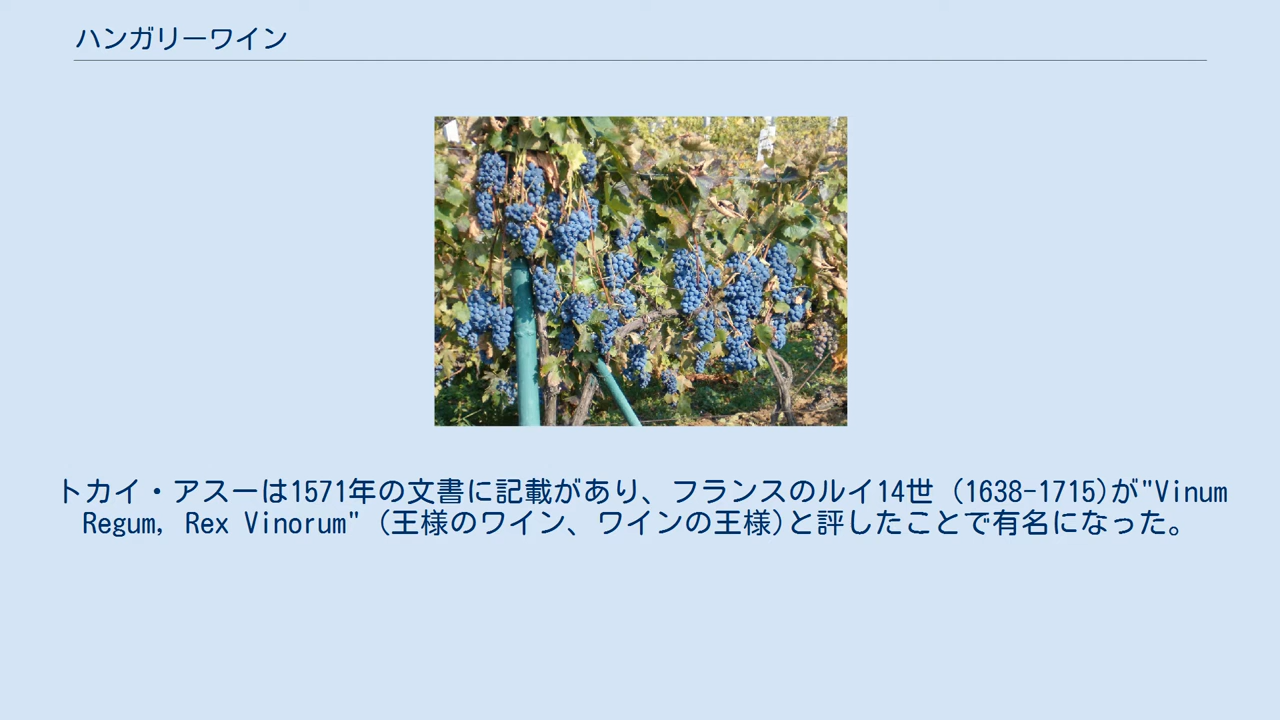 ハンガリーワイン
トカイ・アスーは1571年の文書に記載があり、フランスのルイ14世 (1638-1715)が"Vinum
Regum, Rex Vinorum" (王様のワイン、ワインの王様)と評したことで有名になった。